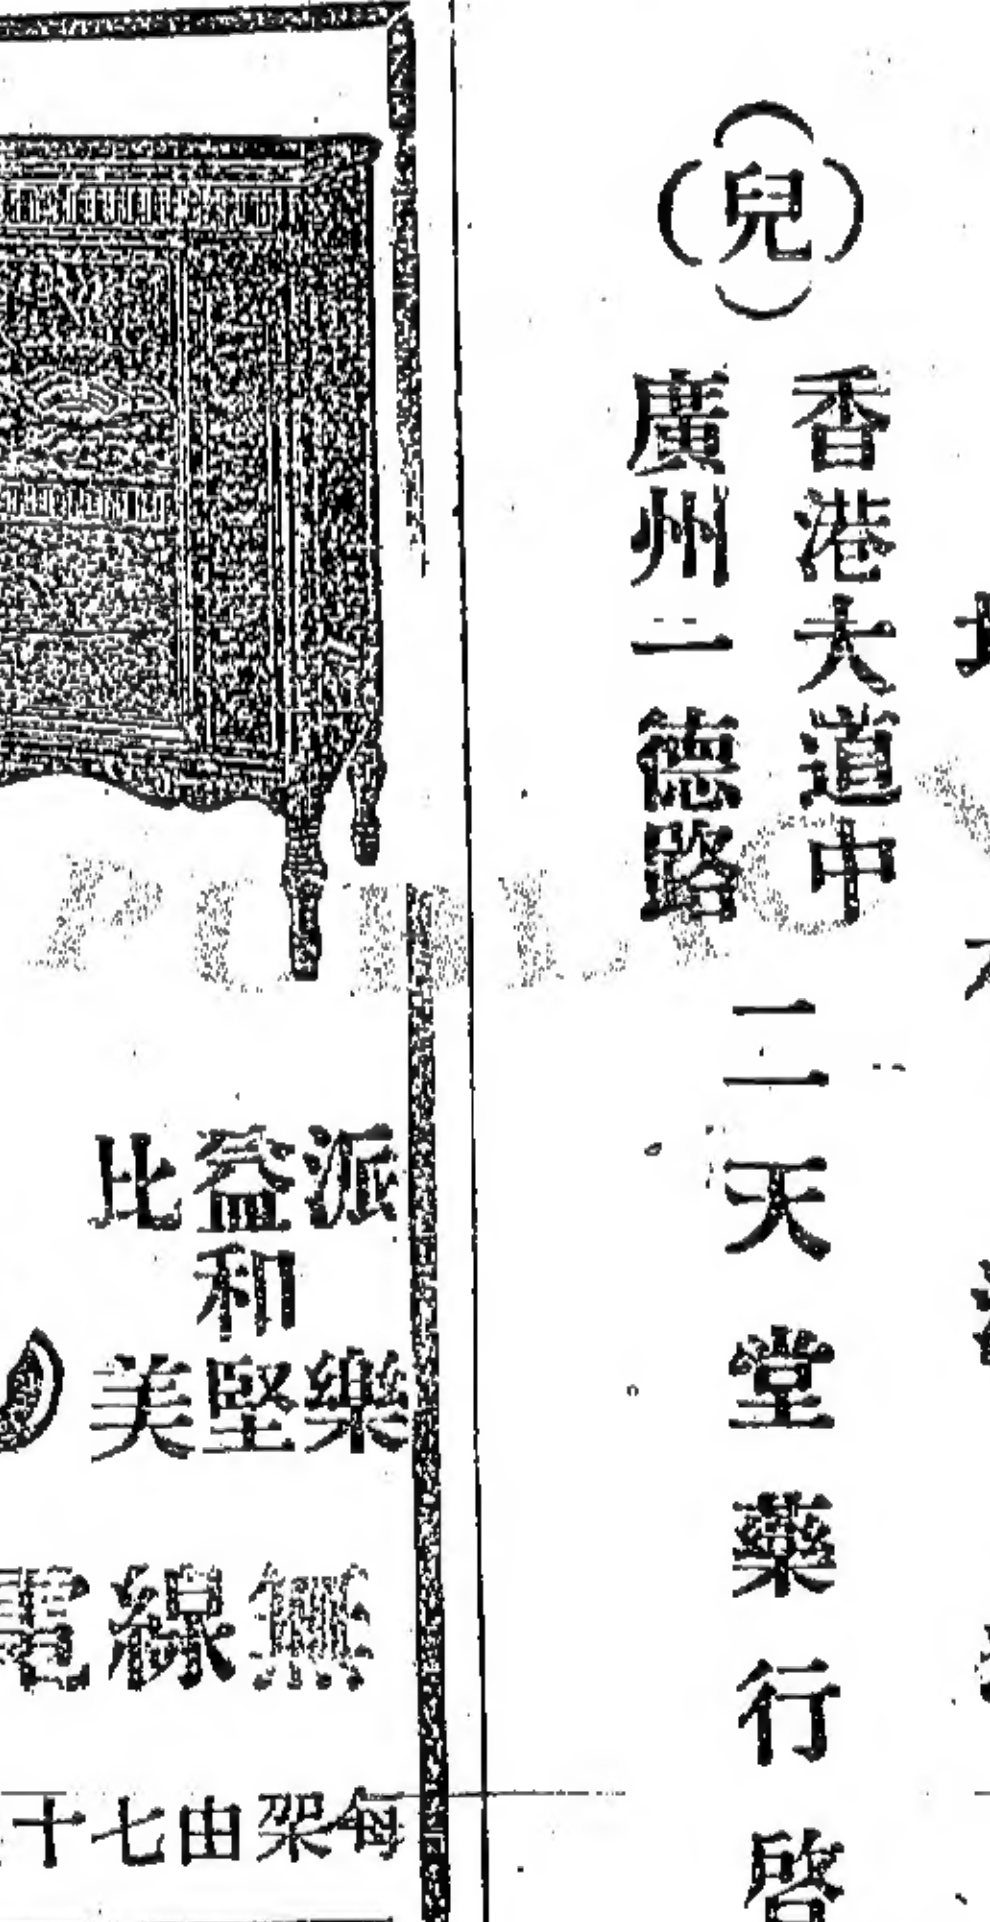 （兒）
香港大道中
廣州一德路
二天堂藥行啓
派益比
和
樂堅美
無線電
每架由七十
PUBLIC